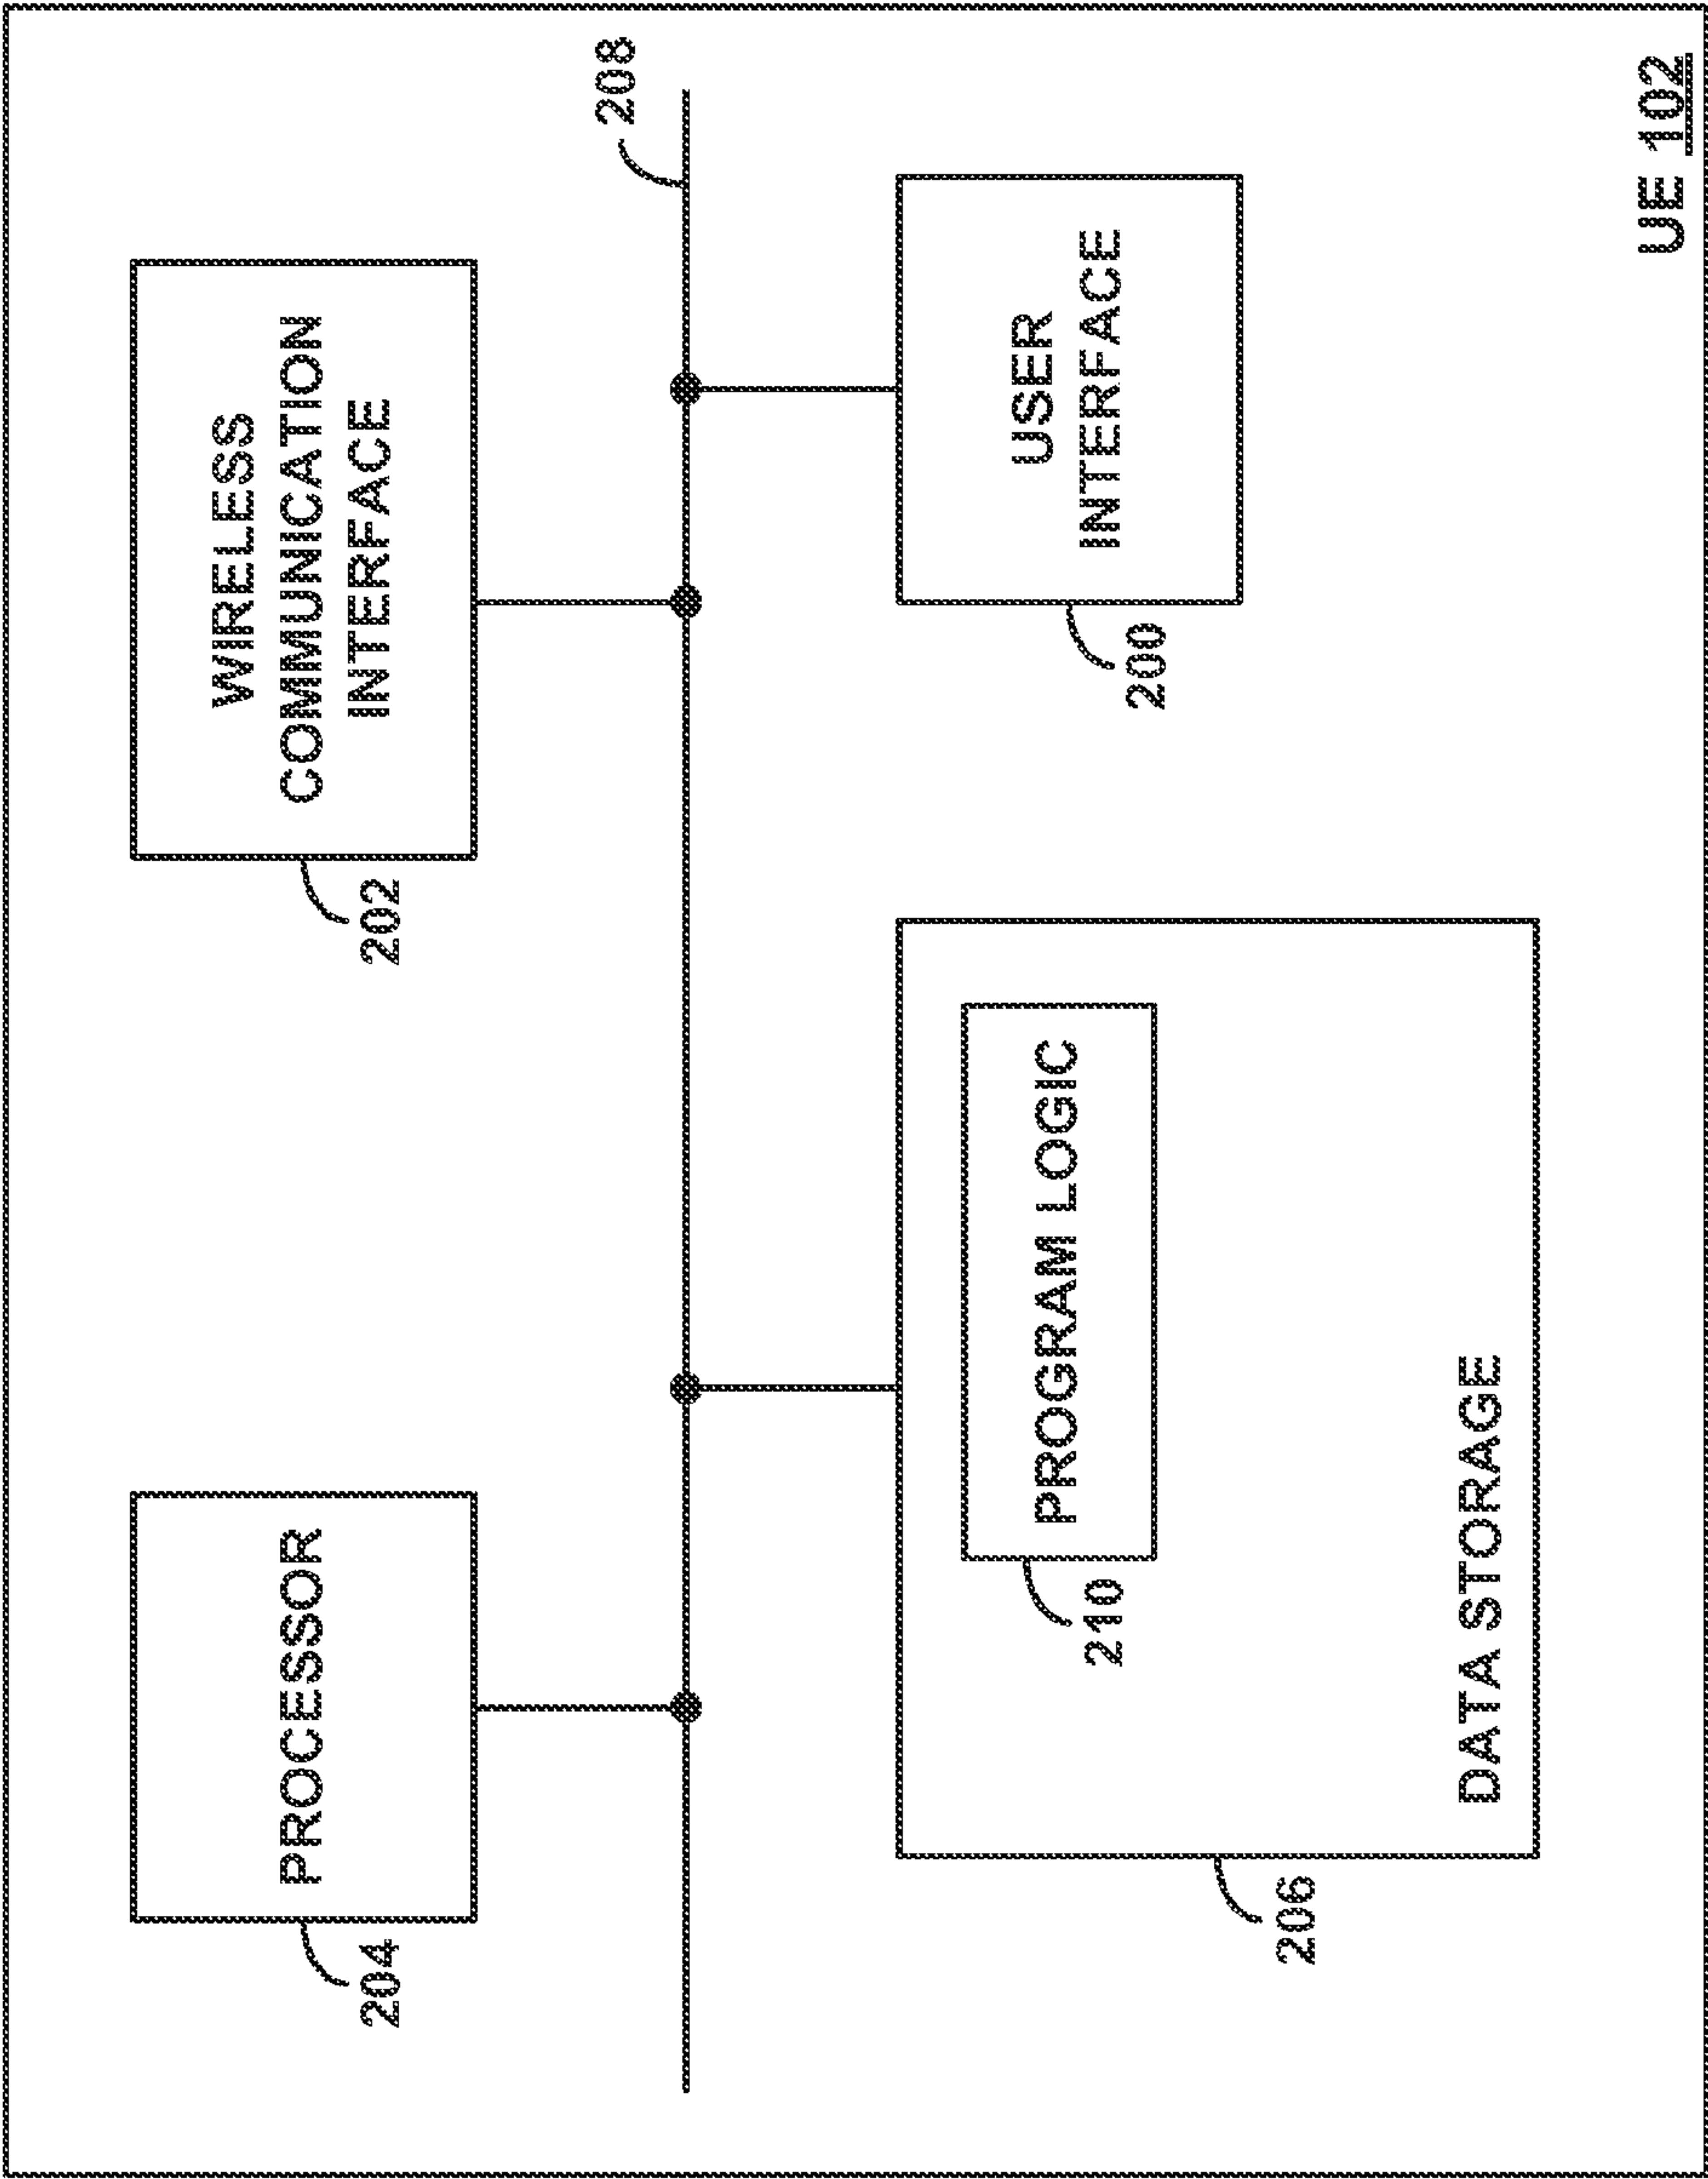 204
PROCESSOR
202
WIRELESS
COMMUNICATION
INTERFACE
208
206
DATA STORAGE
210
PROGRAM LOGIC
200
USER
INTERFACE
UE 102